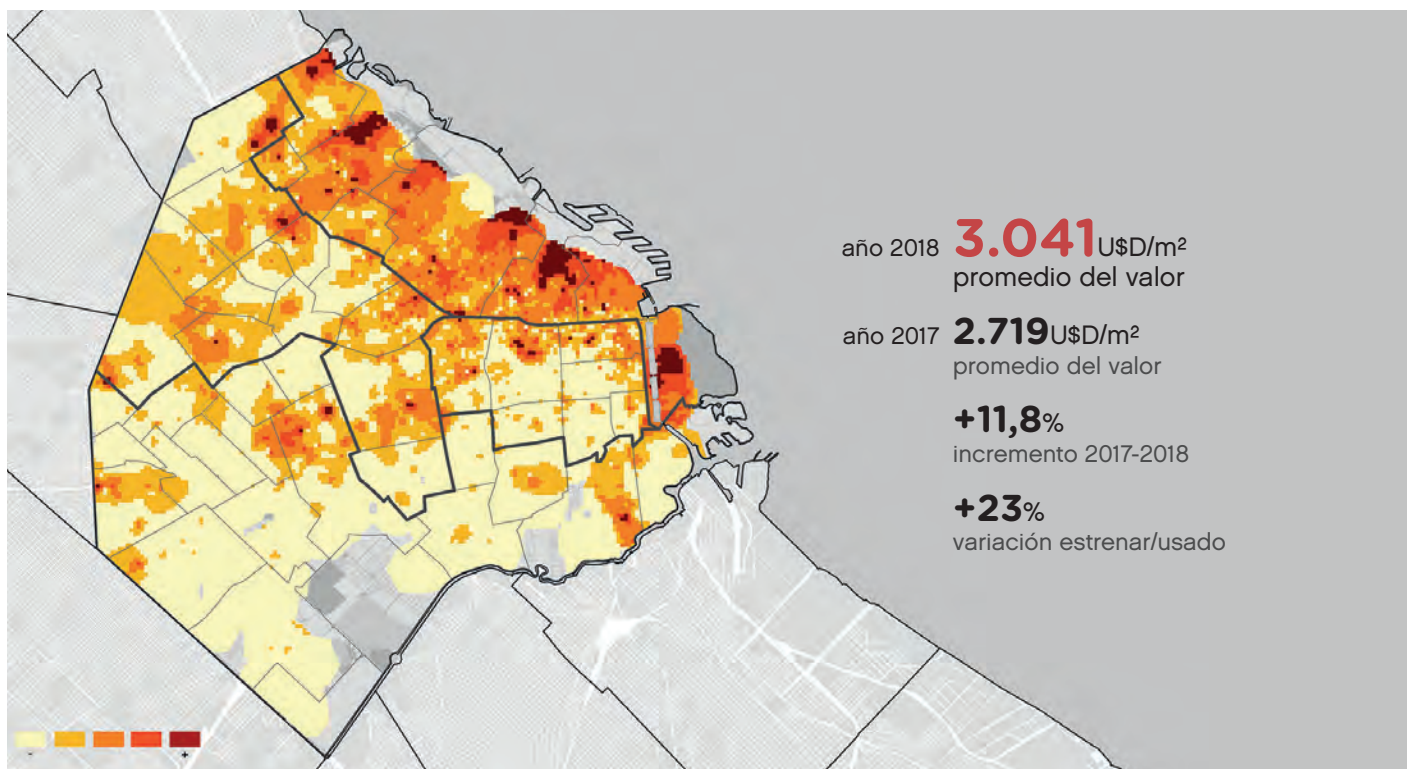 año 2018 3.041U$D/m²
promedio del valor
año 2017 2.719U$D/m²
promedio del valor
+11,8%
incremento 2017-2018
+23%
variación estrenar/usado
- +